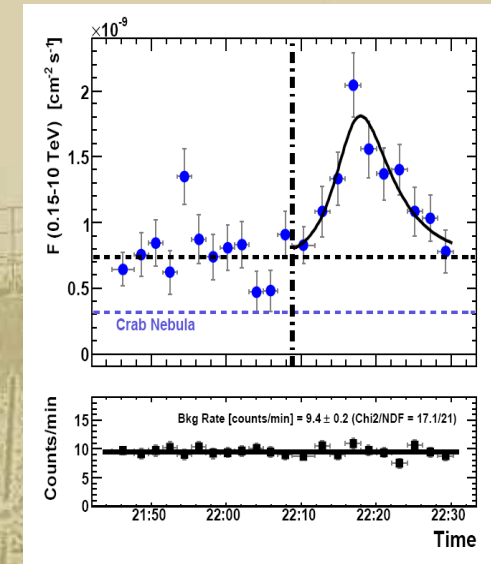 ×10⁻⁹
F (0.15-10 TeV) [cm⁻² s⁻¹]
2
1.5
1
0.5
0
Crab Nebula
Counts/min
15
10
5
0
Bkg Rate [counts/min] = 9.4 ± 0.2 (Chi2/NDF = 17.1/21)
21:50 22:00 22:10 22:20 22:30
Time